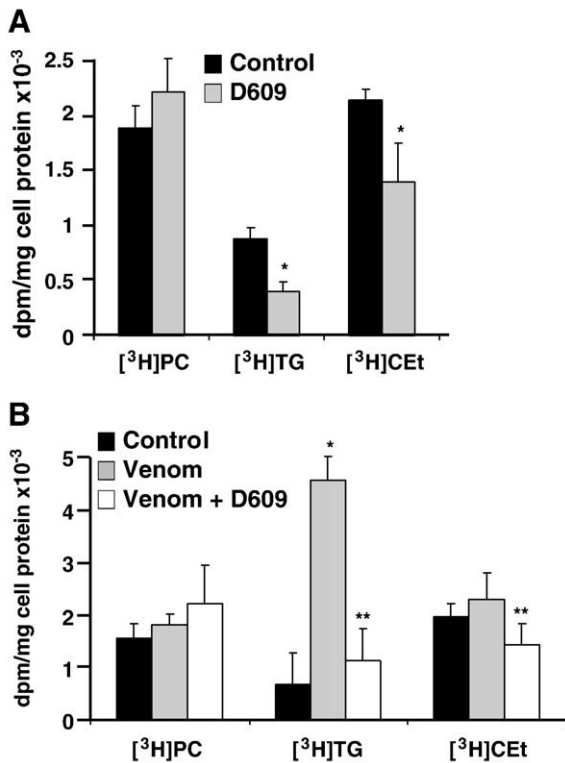 A
dpm/mg cell protein x10⁻³
2.5
2
1.5
1
0.5
0
Control
D609
*
*
[³H]PC [³H]TG [³H]CEt
B
dpm/mg cell protein x10⁻³
5
4
3
2
1
0
Control
Venom
Venom + D609
*
**
**
[³H]PC [³H]TG [³H]CEt